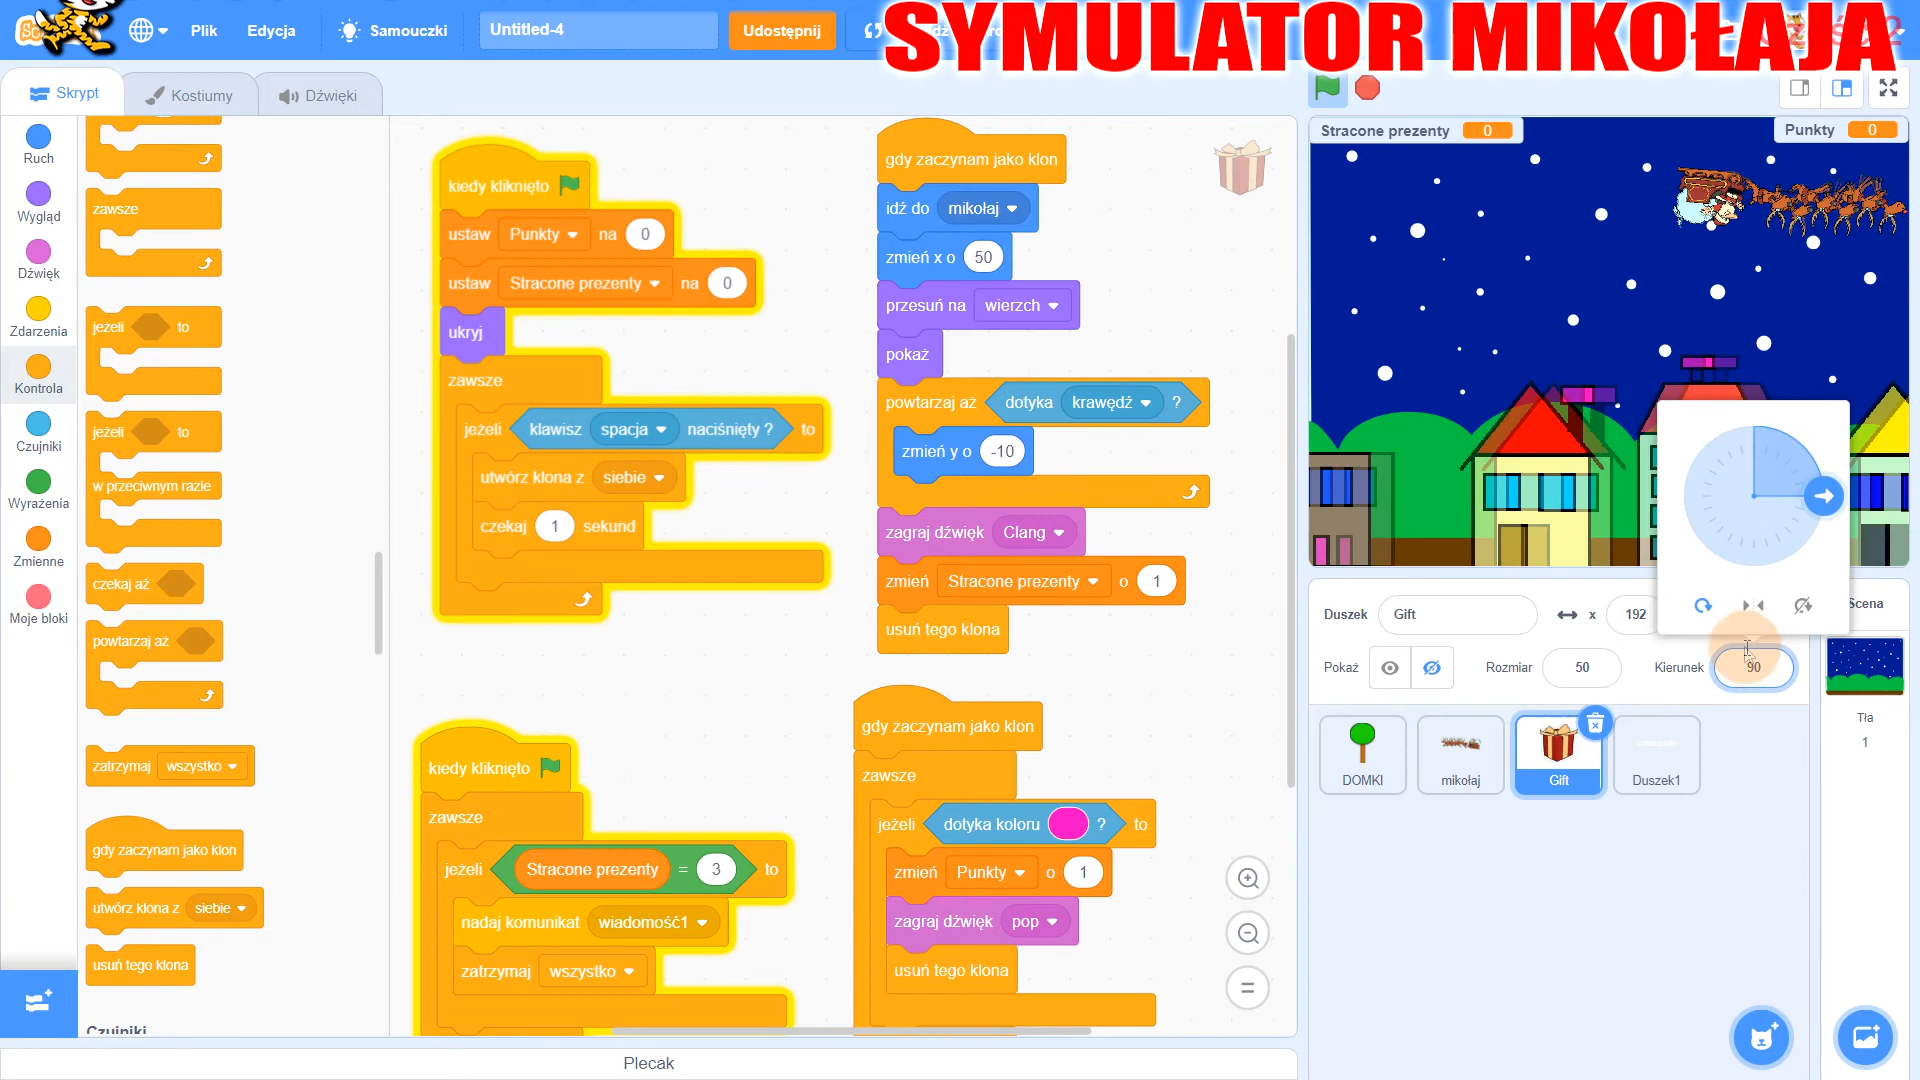 SYMULATOR MIKOŁAJA
Plik
Edycja
Samouczki
Untitled-4
Udostępnij
Skrypt
Kostiumy
Dźwięki
Ruch
Wygląd
Dźwięk
Zdarzenia
Kontrola
Czujniki
Wyrażenia
Zmienne
Moje bloki
zawsze
jeżeli to
jeżeli to
w przeciwnym razie
czekaj aż
powtarzaj aż
zatrzymaj wszystko
gdy zaczynam jako klon
utwórz klona z siebie
usuń tego klona
Czujniki
kiedy kliknięto
ustaw Punkty na 0
ustaw Stracone prezenty na 0
ukryj
zawsze
jeżeli klawisz spacja naciśnięty ? to
utwórz klona z siebie
czekaj 1 sekund
kiedy kliknięto
zawsze
jeżeli Stracone prezenty = 3 to
nadaj komunikat wiadomość1
zatrzymaj wszystko
gdy zaczynam jako klon
idź do mikołaj
zmień x o 50
przesuń na wierzch
pokaż
powtarzaj aż dotyka krawędź ?
zmień y o -10
zagraj dźwięk Clang
zmień Stracone prezenty o 1
usuń tego klona
gdy zaczynam jako klon
zawsze
jeżeli dotyka koloru ? to
zmień Punkty o 1
zagraj dźwięk pop
usuń tego klona
Plecak
Stracone prezenty 0
Punkty 0
Duszek Gift x 192
Pokaż Rozmiar 50 Kierunek 90
DOMKI
mikołaj
Gift
Duszek1
Scena
Tła
1